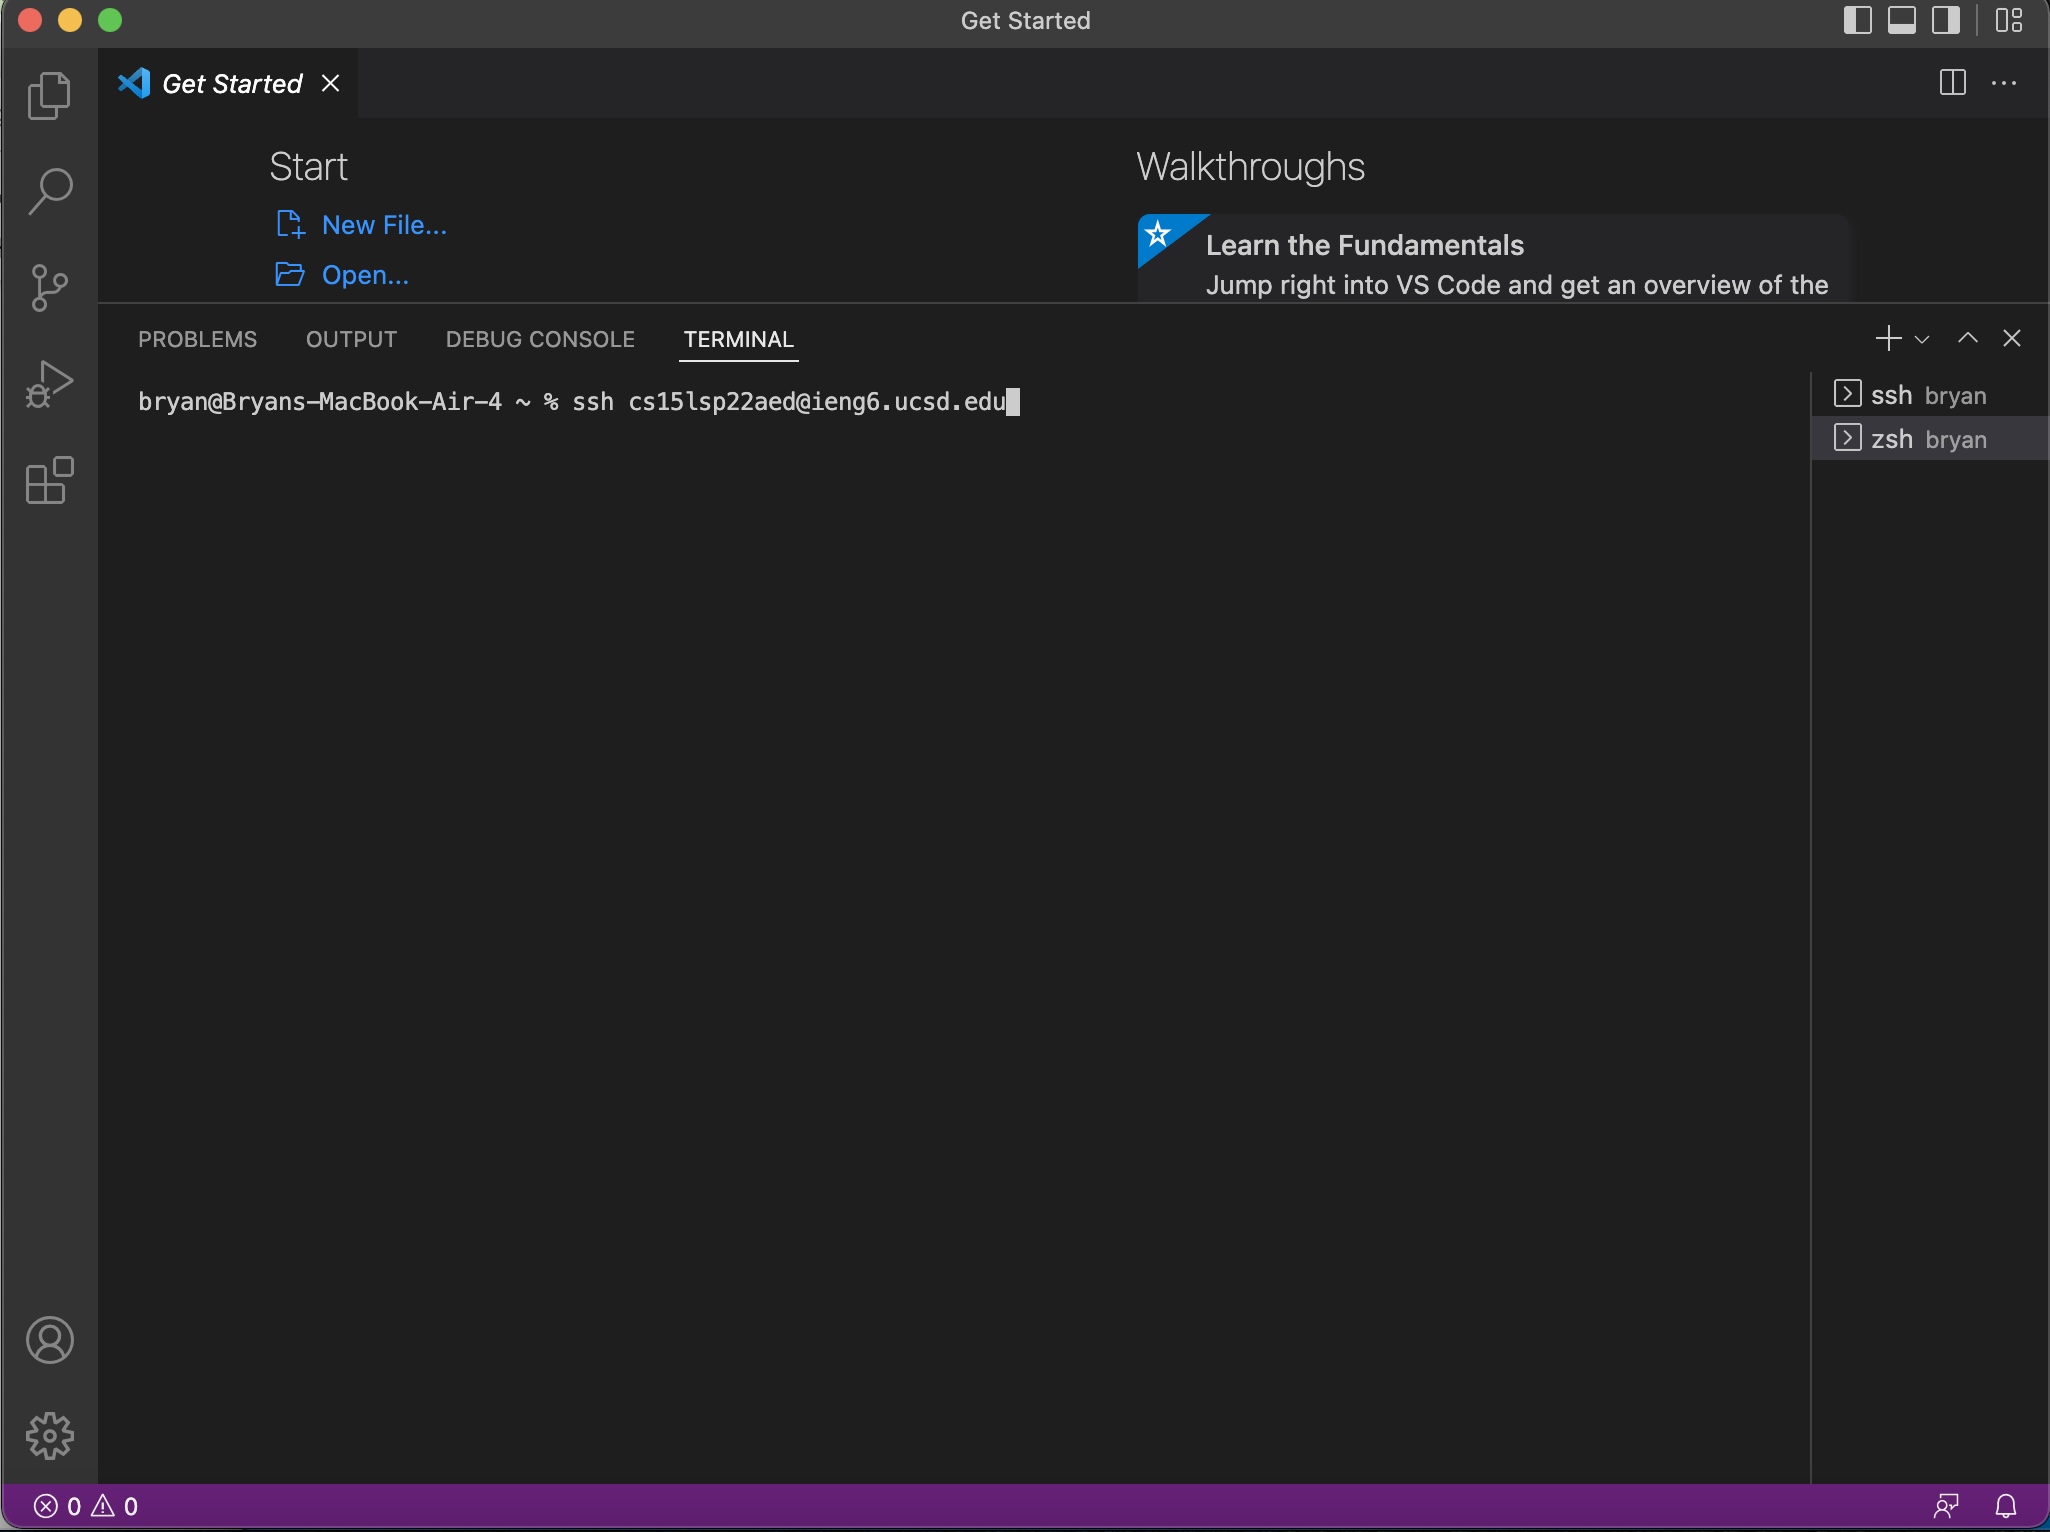 Get Started
Get Started
Start
New File...
Open...
Walkthroughs
Learn the Fundamentals
Jump right into VS Code and get an overview of the
PROBLEMS OUTPUT DEBUG CONSOLE TERMINAL
bryan@Bryans-MacBook-Air-4 ~ % ssh cs15lsp22aed@ieng6.ucsd.edu
ssh bryan
zsh bryan
0 0